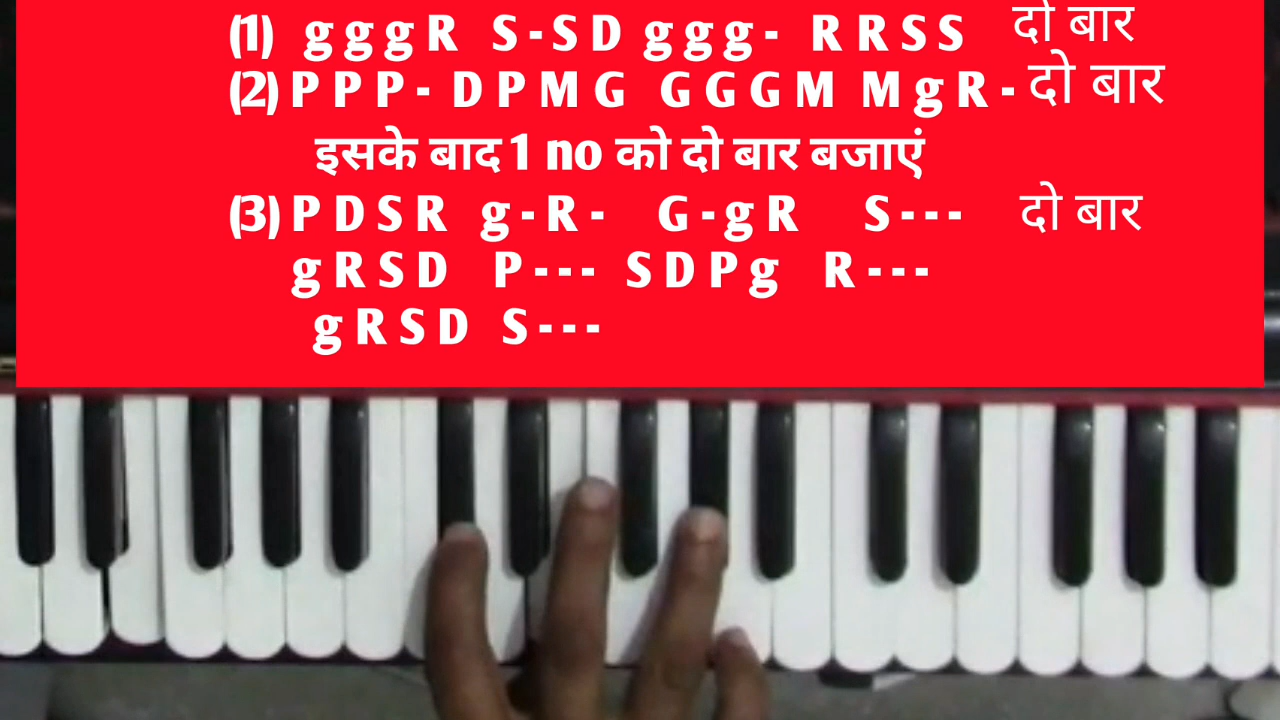 (1) g g g R S - S D g g g - R R S S दो बार
(2) P P P - D P M G G G G M M g R - दो बार
इसके बाद 1 no को दो बार बजाएं
(3) P D S R g - R - G - g R S - - - दो बार
g R S D P - - - S D P g R - - -
g R S D S - - -